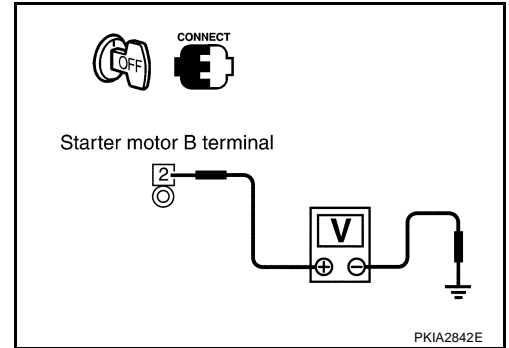 CONNECT
OFF
Starter motor B terminal
2
V
+ −
PKIA2842E